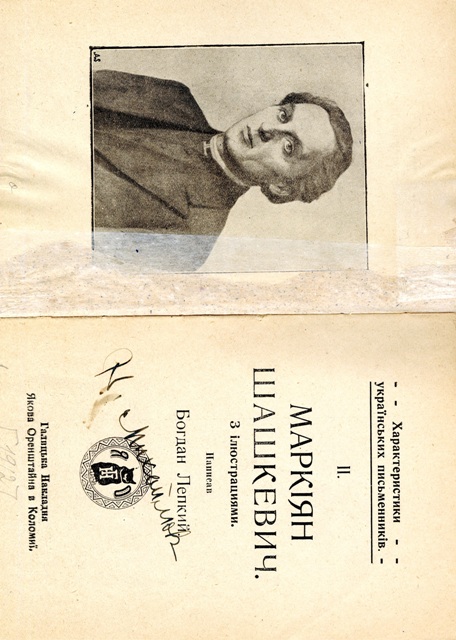 - - Характеристики - -
українських письменників. -
II.
МАРКІЯН
ШАШКЕВИЧ.
З ілюстраціями.
Написав
Богдан Лепкий
Галицька Накладня
Якова Оренштайна в Коломиї.